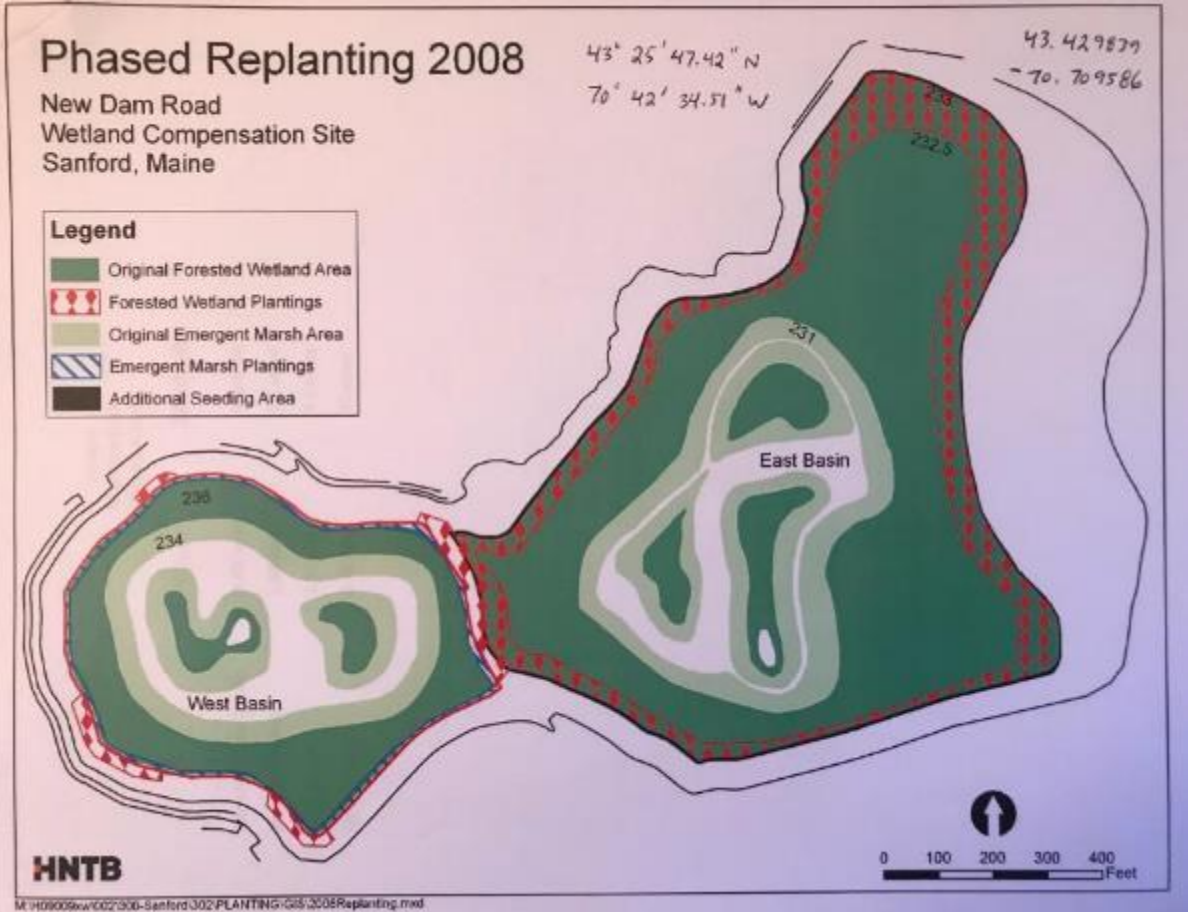 Phased Replanting 2008
New Dam Road
Wetland Compensation Site
Sanford, Maine
43° 25' 47.42" N
70° 42' 34.51" W
43.429839
-70.709586
Legend
Original Forested Wetland Area
Forested Wetland Plantings
Original Emergent Marsh Area
Emergent Marsh Plantings
Additional Seeding Area
232.5
231
East Basin
236
234
West Basin
HNTB
0 100 200 300 400
Feet